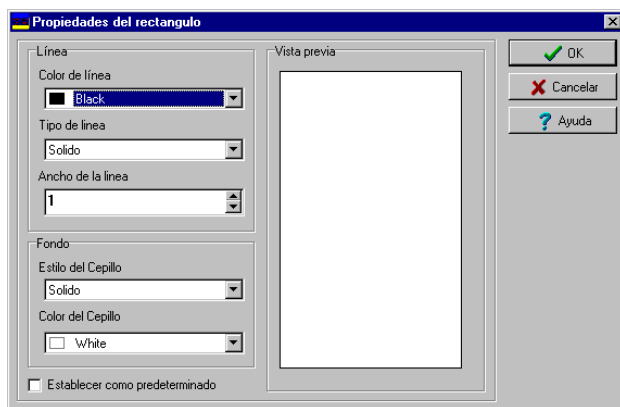 Propiedades del rectangulo
Línea
Color de línea
Black
Tipo de linea
Solido
Ancho de la linea
1
Fondo
Estilo del Cepillo
Solido
Color del Cepillo
White
Establecer como predeterminado
Vista previa
OK
Cancelar
? Ayuda